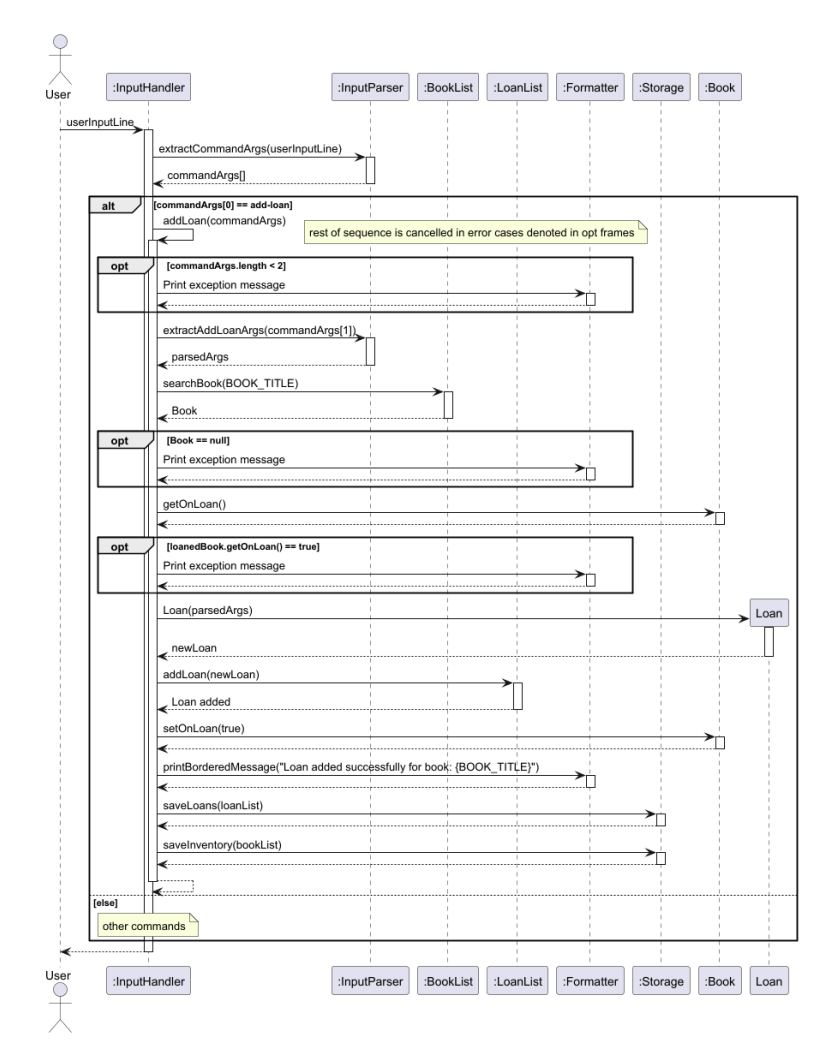 User
:InputHandler
:InputParser
:BookList
:LoanList
:Formatter
:Storage
:Book
userInputLine
extractCommandArgs(userInputLine)
commandArgs[]
alt
[commandArgs[0] == add-loan]
addLoan(commandArgs)
rest of sequence is cancelled in error cases denoted in opt frames
opt
[commandArgs.length < 2]
Print exception message
extractAddLoanArgs(commandArgs[1])
parsedArgs
searchBook(BOOK_TITLE)
Book
opt
[Book == null]
Print exception message
getOnLoan()
opt
[loanedBook.getOnLoan() == true]
Print exception message
Loan(parsedArgs)
Loan
newLoan
addLoan(newLoan)
Loan added
setOnLoan(true)
printBorderedMessage("Loan added successfully for book: {BOOK_TITLE}")
saveLoans(loanList)
saveInventory(bookList)
[else]
other commands
User
:InputHandler
:InputParser
:BookList
:LoanList
:Formatter
:Storage
:Book
Loan